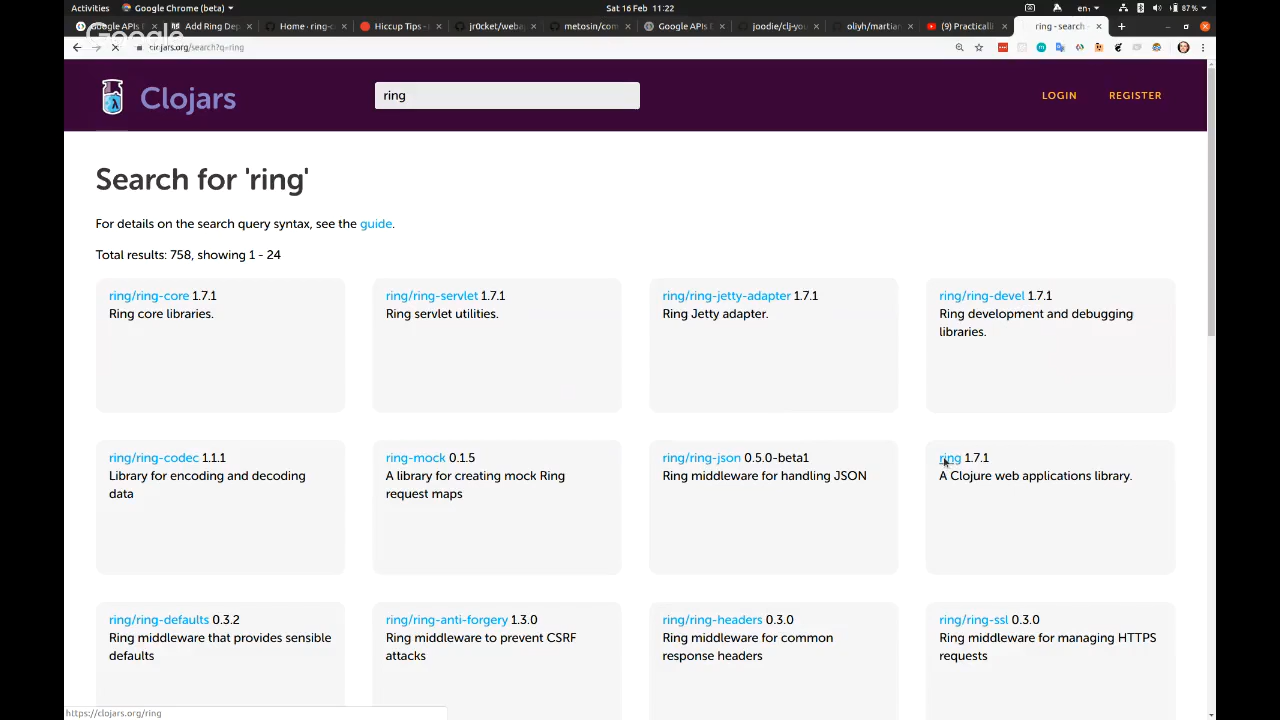 Activities
Google Chrome (beta)
Sat 16 Feb 11:22
en1
87%
Google APIs
Add Ring Dep
Home · ring-c
Hiccup Tips
jr0cket/webap
metosin/com
Google APIs
joodie/clj-you
oliyh/martian
(9) Practicalli
ring - search
Google
clojars.org/search?q=ring
Clojars
ring
LOGIN
REGISTER
Search for 'ring'
For details on the search query syntax, see the guide.
Total results: 758, showing 1 - 24
ring/ring-core 1.7.1
Ring core libraries.
ring/ring-servlet 1.7.1
Ring servlet utilities.
ring/ring-jetty-adapter 1.7.1
Ring Jetty adapter.
ring/ring-devel 1.7.1
Ring development and debugging
libraries.
ring/ring-codec 1.1.1
Library for encoding and decoding
data
ring-mock 0.1.5
A library for creating mock Ring
request maps
ring/ring-json 0.5.0-beta1
Ring middleware for handling JSON
ring 1.7.1
A Clojure web applications library.
ring/ring-defaults 0.3.2
Ring middleware that provides sensible
defaults
ring/ring-anti-forgery 1.3.0
Ring middleware to prevent CSRF
attacks
ring/ring-headers 0.3.0
Ring middleware for common
response headers
ring/ring-ssl 0.3.0
Ring middleware for managing HTTPS
requests
https://clojars.org/ring